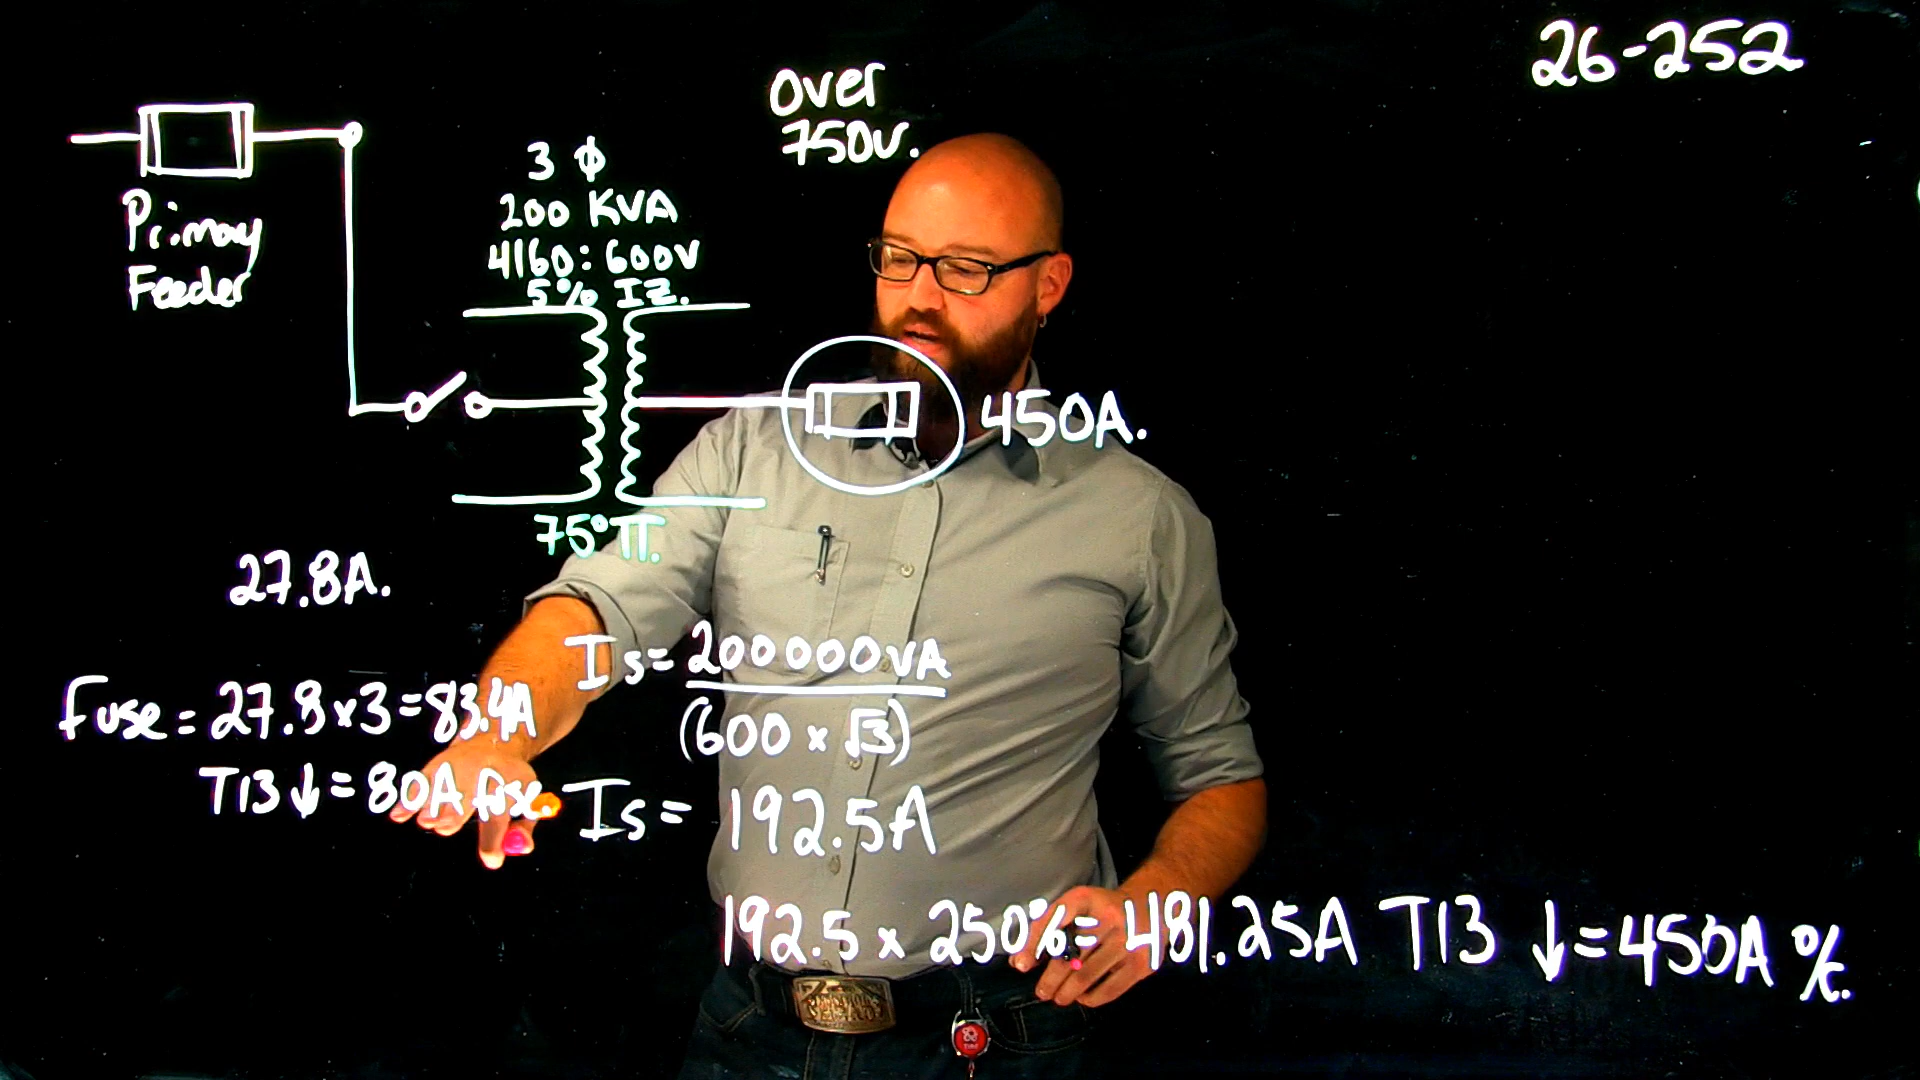 26-252
Over
750V.
3 ϕ
200 KVA
4160:600V
5% IZ.
Primary
Feeder
450A.
75° TT.
27.8A.
Is = 200000VA
(600 x √3)
Fuse = 27.8x3=83.4A
T13 ↓ = 80A fuse.
Is = 192.5A
192.5 x 250% = 481.25A T13 ↓ = 450A %.